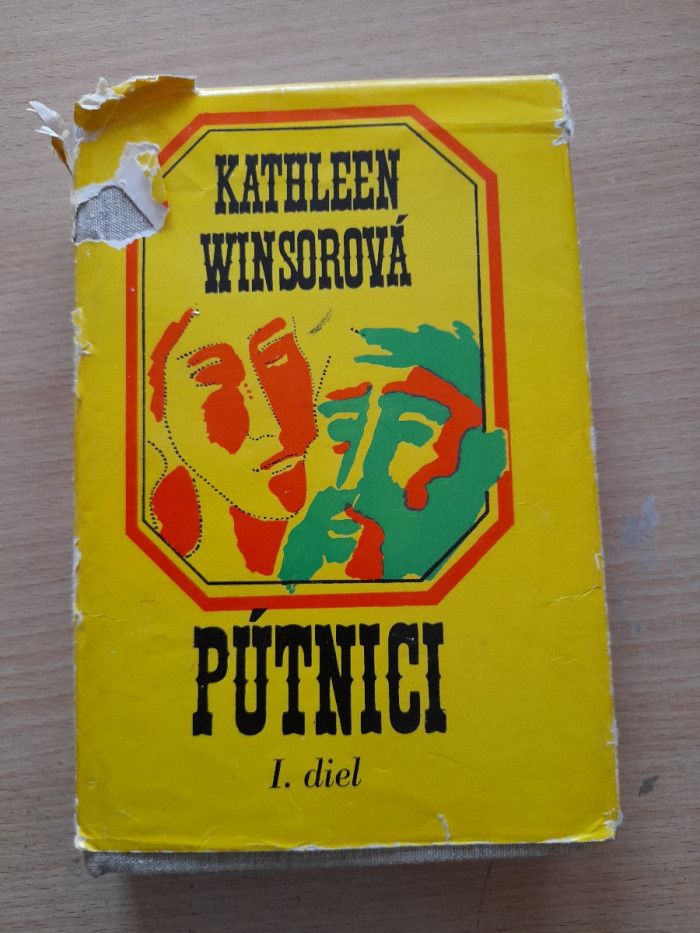 KATHLEEN
WINSOROVÁ
PÚTNICI
I. diel